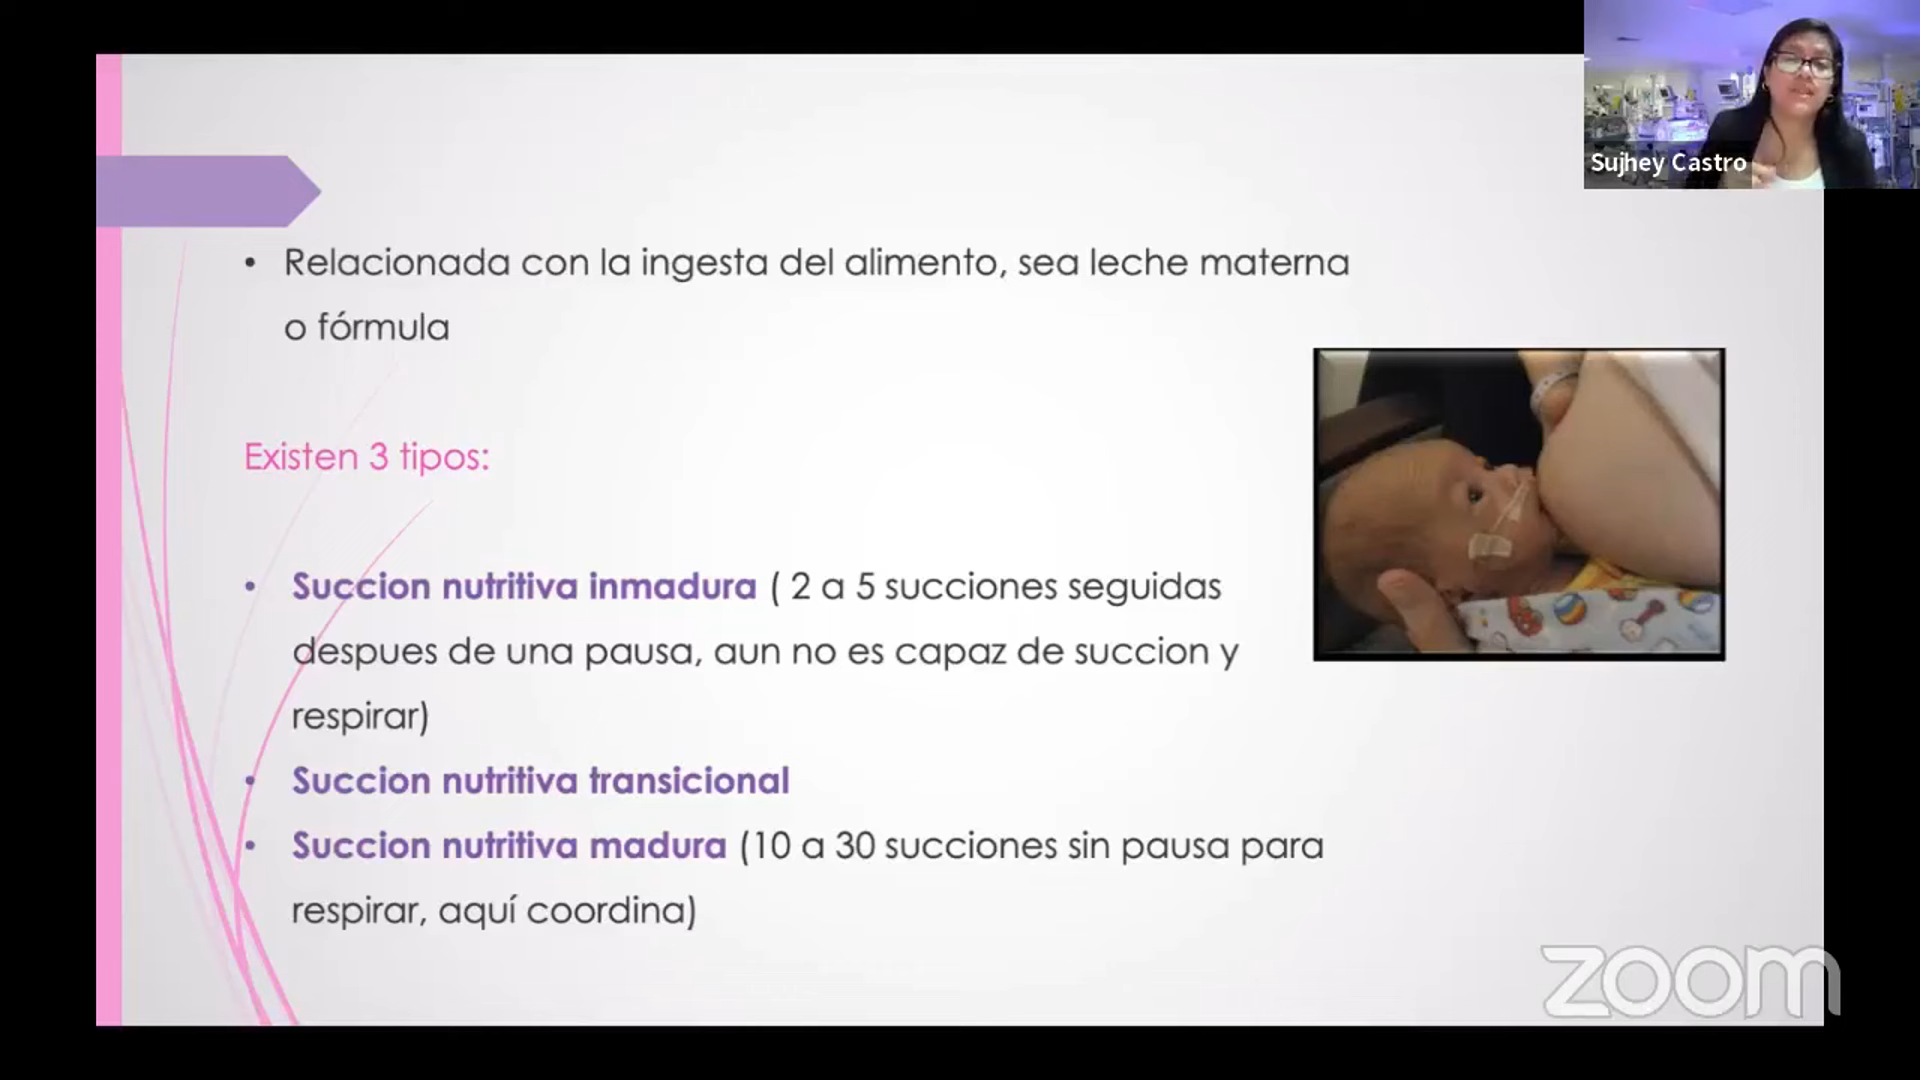 Sujhey Castro
• Relacionada con la ingesta del alimento, sea leche materna
o fórmula
Existen 3 tipos:
• Succion nutritiva inmadura ( 2 a 5 succiones seguidas
despues de una pausa, aun no es capaz de succion y
respirar)
• Succion nutritiva transicional
• Succion nutritiva madura (10 a 30 succiones sin pausa para
respirar, aquí coordina)
zoom